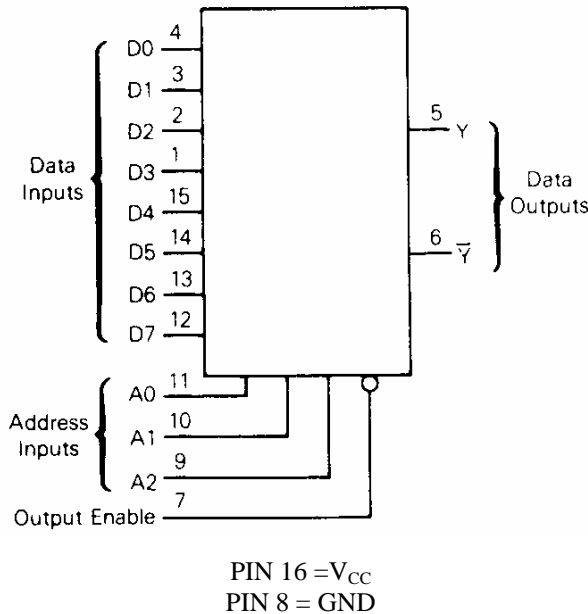 D0 4
D1 3
D2 2
D3 1
D4 15
D5 14
D6 13
D7 12
Data
Inputs
5 Y
6 Y̅
Data
Outputs
A0 11
A1 10
A2 9
Address
Inputs
Output Enable 7
PIN 16 =VCC
PIN 8 = GND